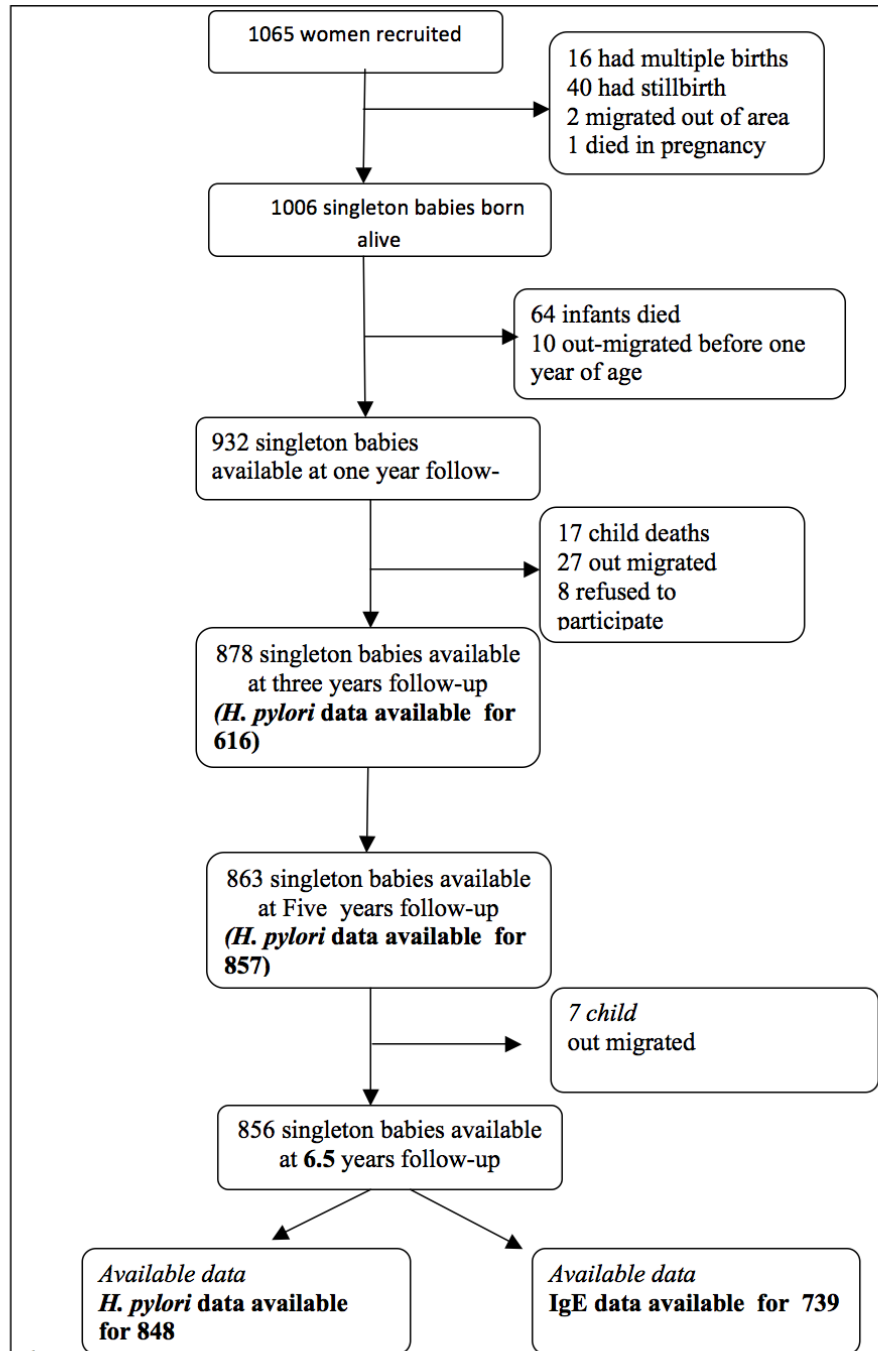 1065 women recruited
16 had multiple births
40 had stillbirth
2 migrated out of area
1 died in pregnancy
1006 singleton babies born
alive
64 infants died
10 out-migrated before one
year of age
932 singleton babies
available at one year follow-
17 child deaths
27 out migrated
8 refused to
participate
878 singleton babies available
at three years follow-up
(H. pylori data available for
616)
863 singleton babies available
at Five years follow-up
(H. pylori data available for
857)
7 child
out migrated
856 singleton babies available
at 6.5 years follow-up
Available data
H. pylori data available
for 848
Available data
IgE data available for 739